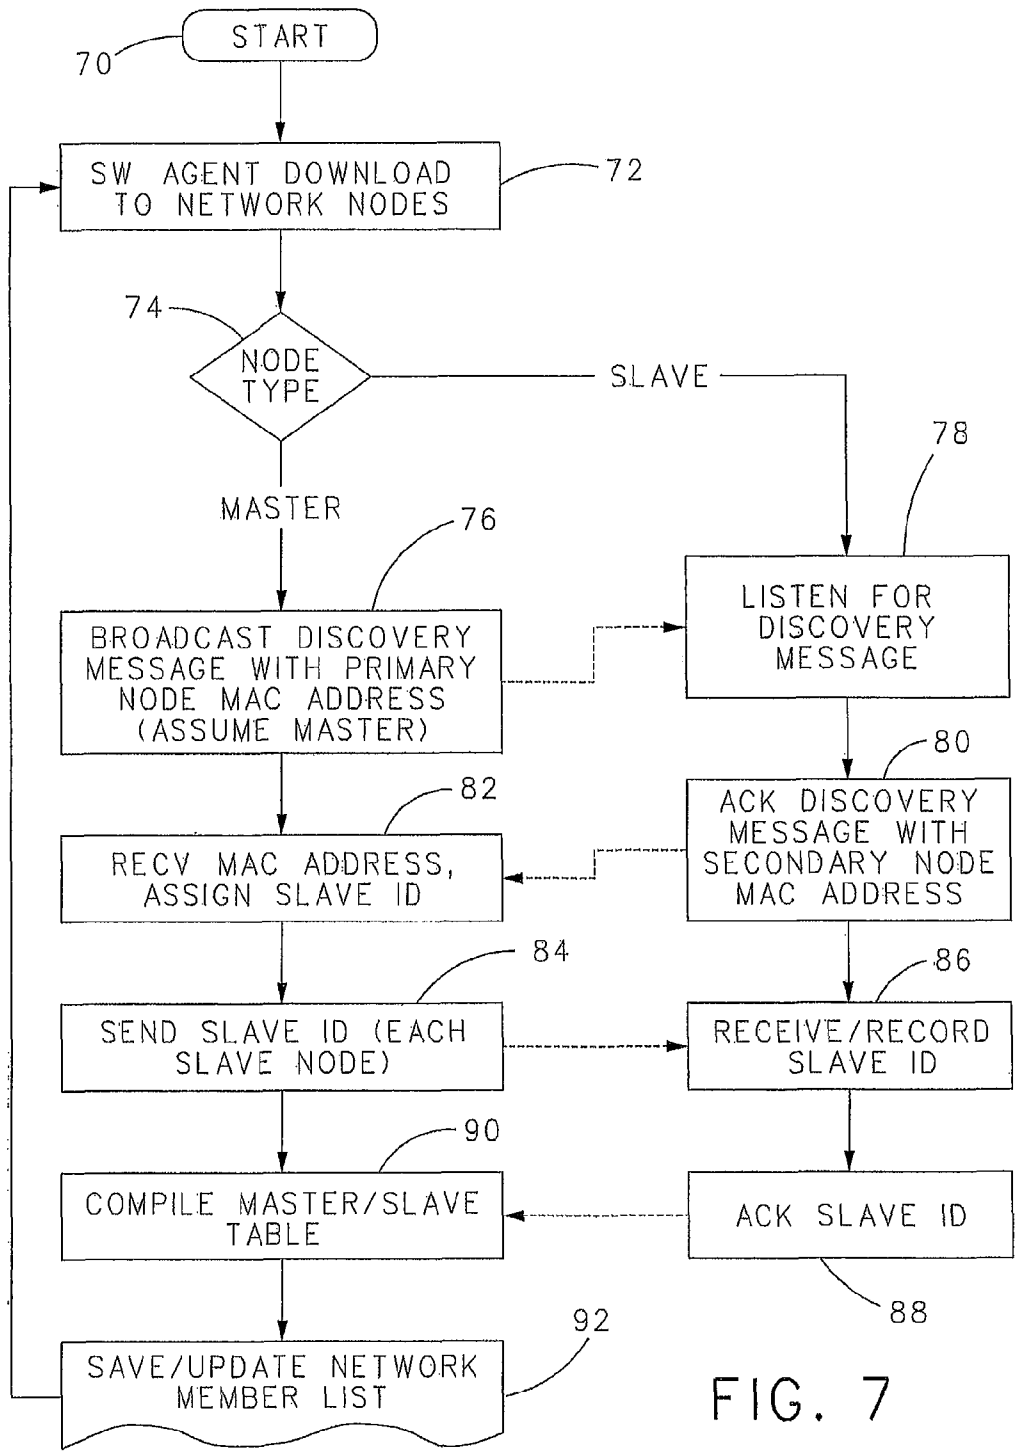 START
70
SW AGENT DOWNLOAD
TO NETWORK NODES
72
74
NODE
TYPE
SLAVE
78
MASTER
76
LISTEN FOR
DISCOVERY
MESSAGE
BROADCAST DISCOVERY
MESSAGE WITH PRIMARY
NODE MAC ADDRESS
(ASSUME MASTER)
80
82
ACK DISCOVERY
MESSAGE WITH
SECONDARY NODE
MAC ADDRESS
RECV MAC ADDRESS,
ASSIGN SLAVE ID
84
86
SEND SLAVE ID (EACH
SLAVE NODE)
RECEIVE/RECORD
SLAVE ID
90
COMPILE MASTER/SLAVE
TABLE
ACK SLAVE ID
88
92
SAVE/UPDATE NETWORK
MEMBER LIST
FIG. 7